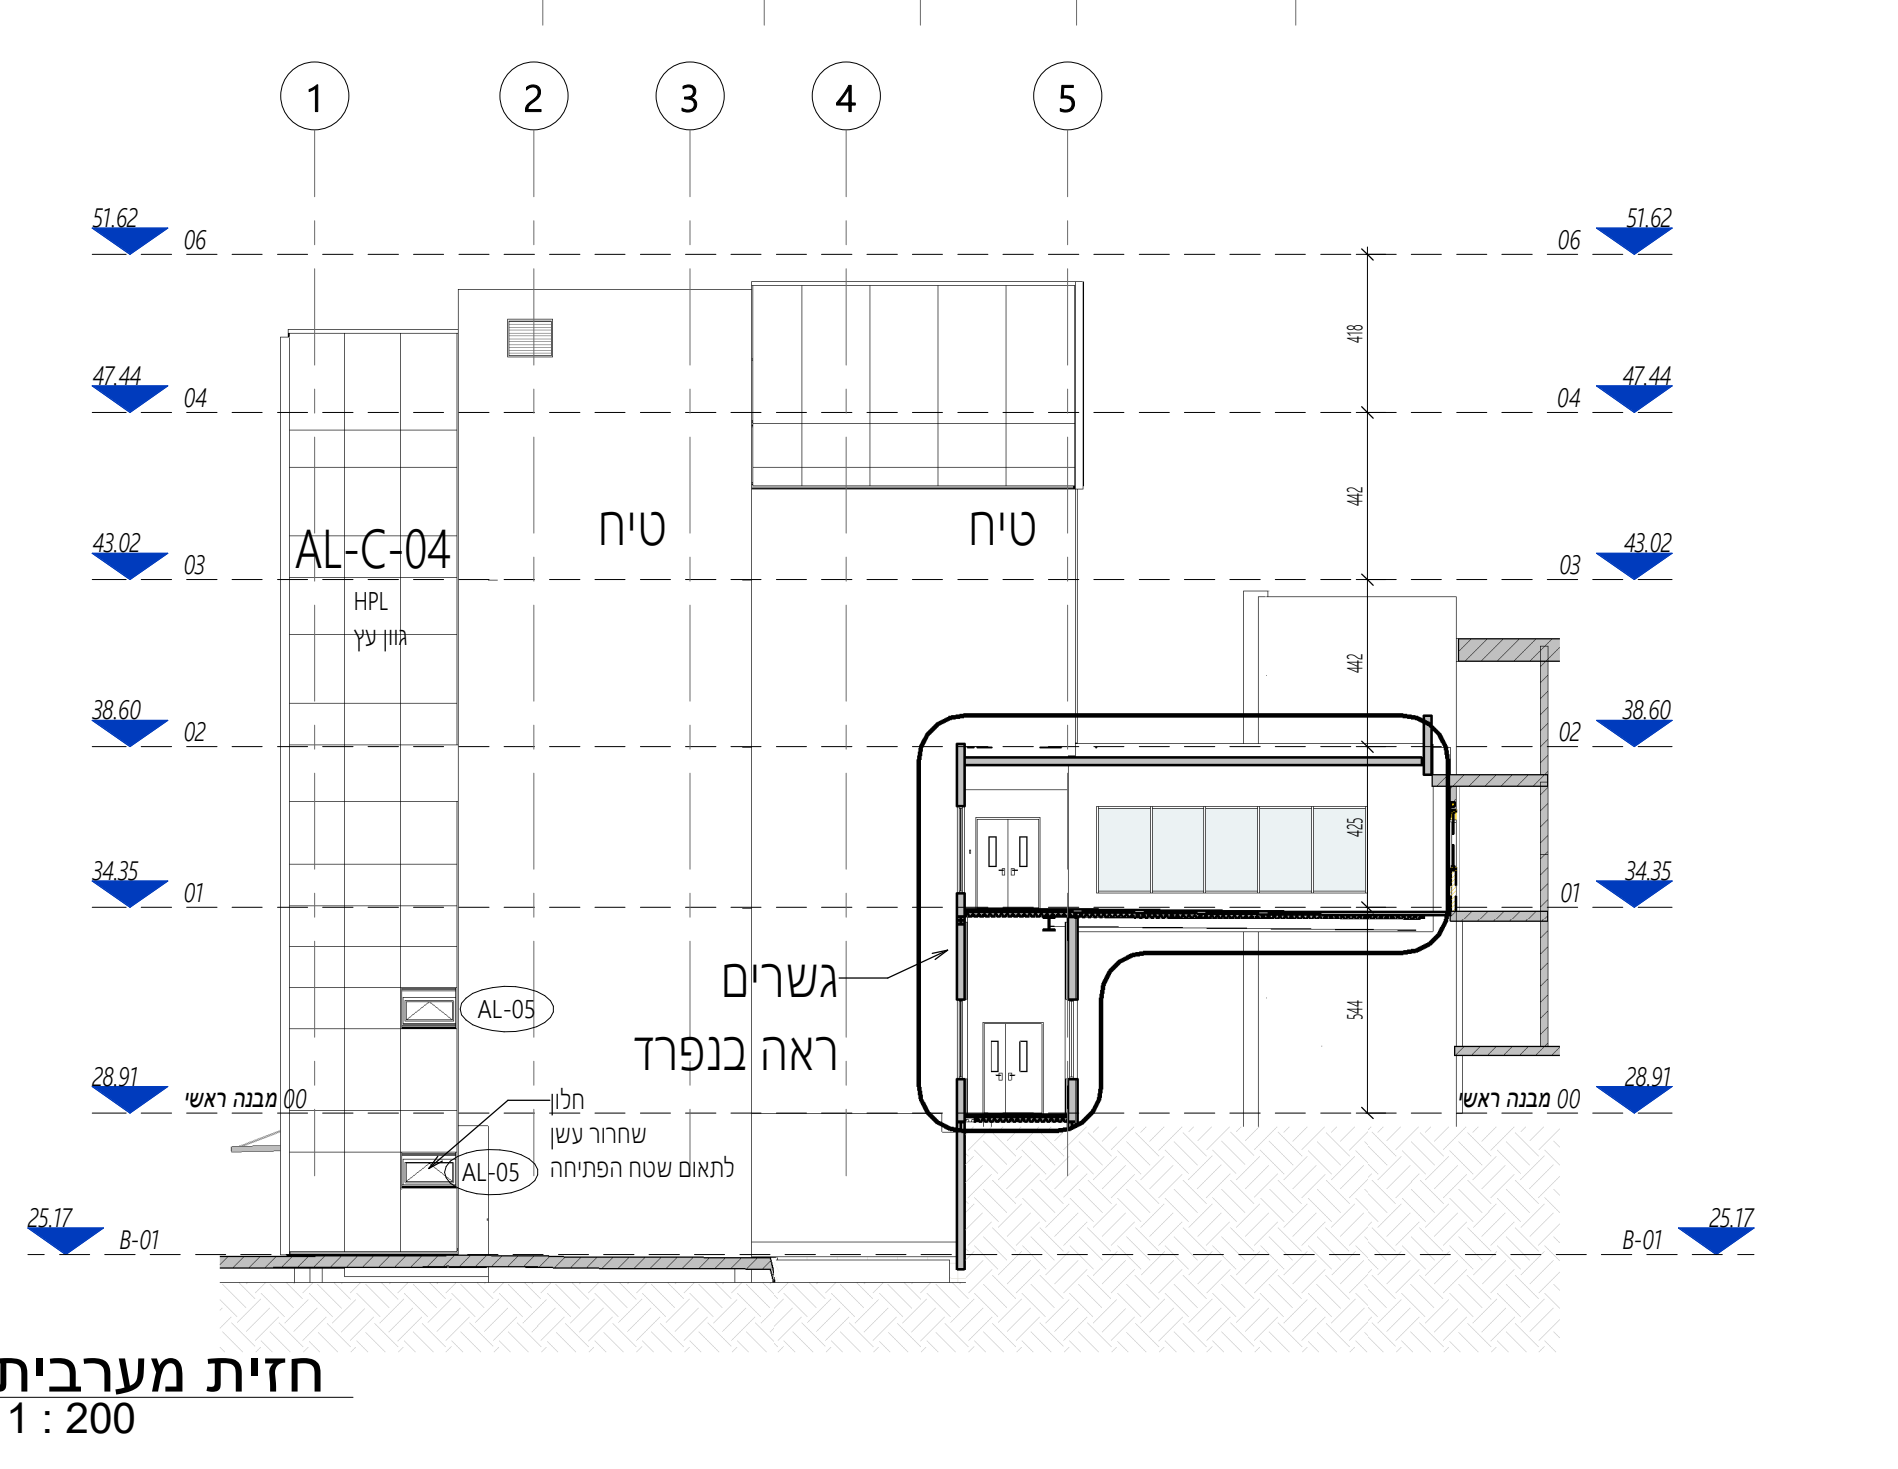 1 2 3 4 5
51.62 06 06 51.62
418
47.44 04 04 47.44
442
טיח טיח
AL-C-04
43.02 03 03 43.02
HPL
גוון עץ
442
38.60 02 02 38.60
425
34.35 01 01 34.35
גשרים
AL-05
544
ראה בנפרד
28.91 00 מבנה ראשי 00 מבנה ראשי 28.91
חלון
שחרור עשן
לתאום שטח הפתיחה
AL-05
25.17 B-01 B-01 25.17
חזית מערבית
1 : 200